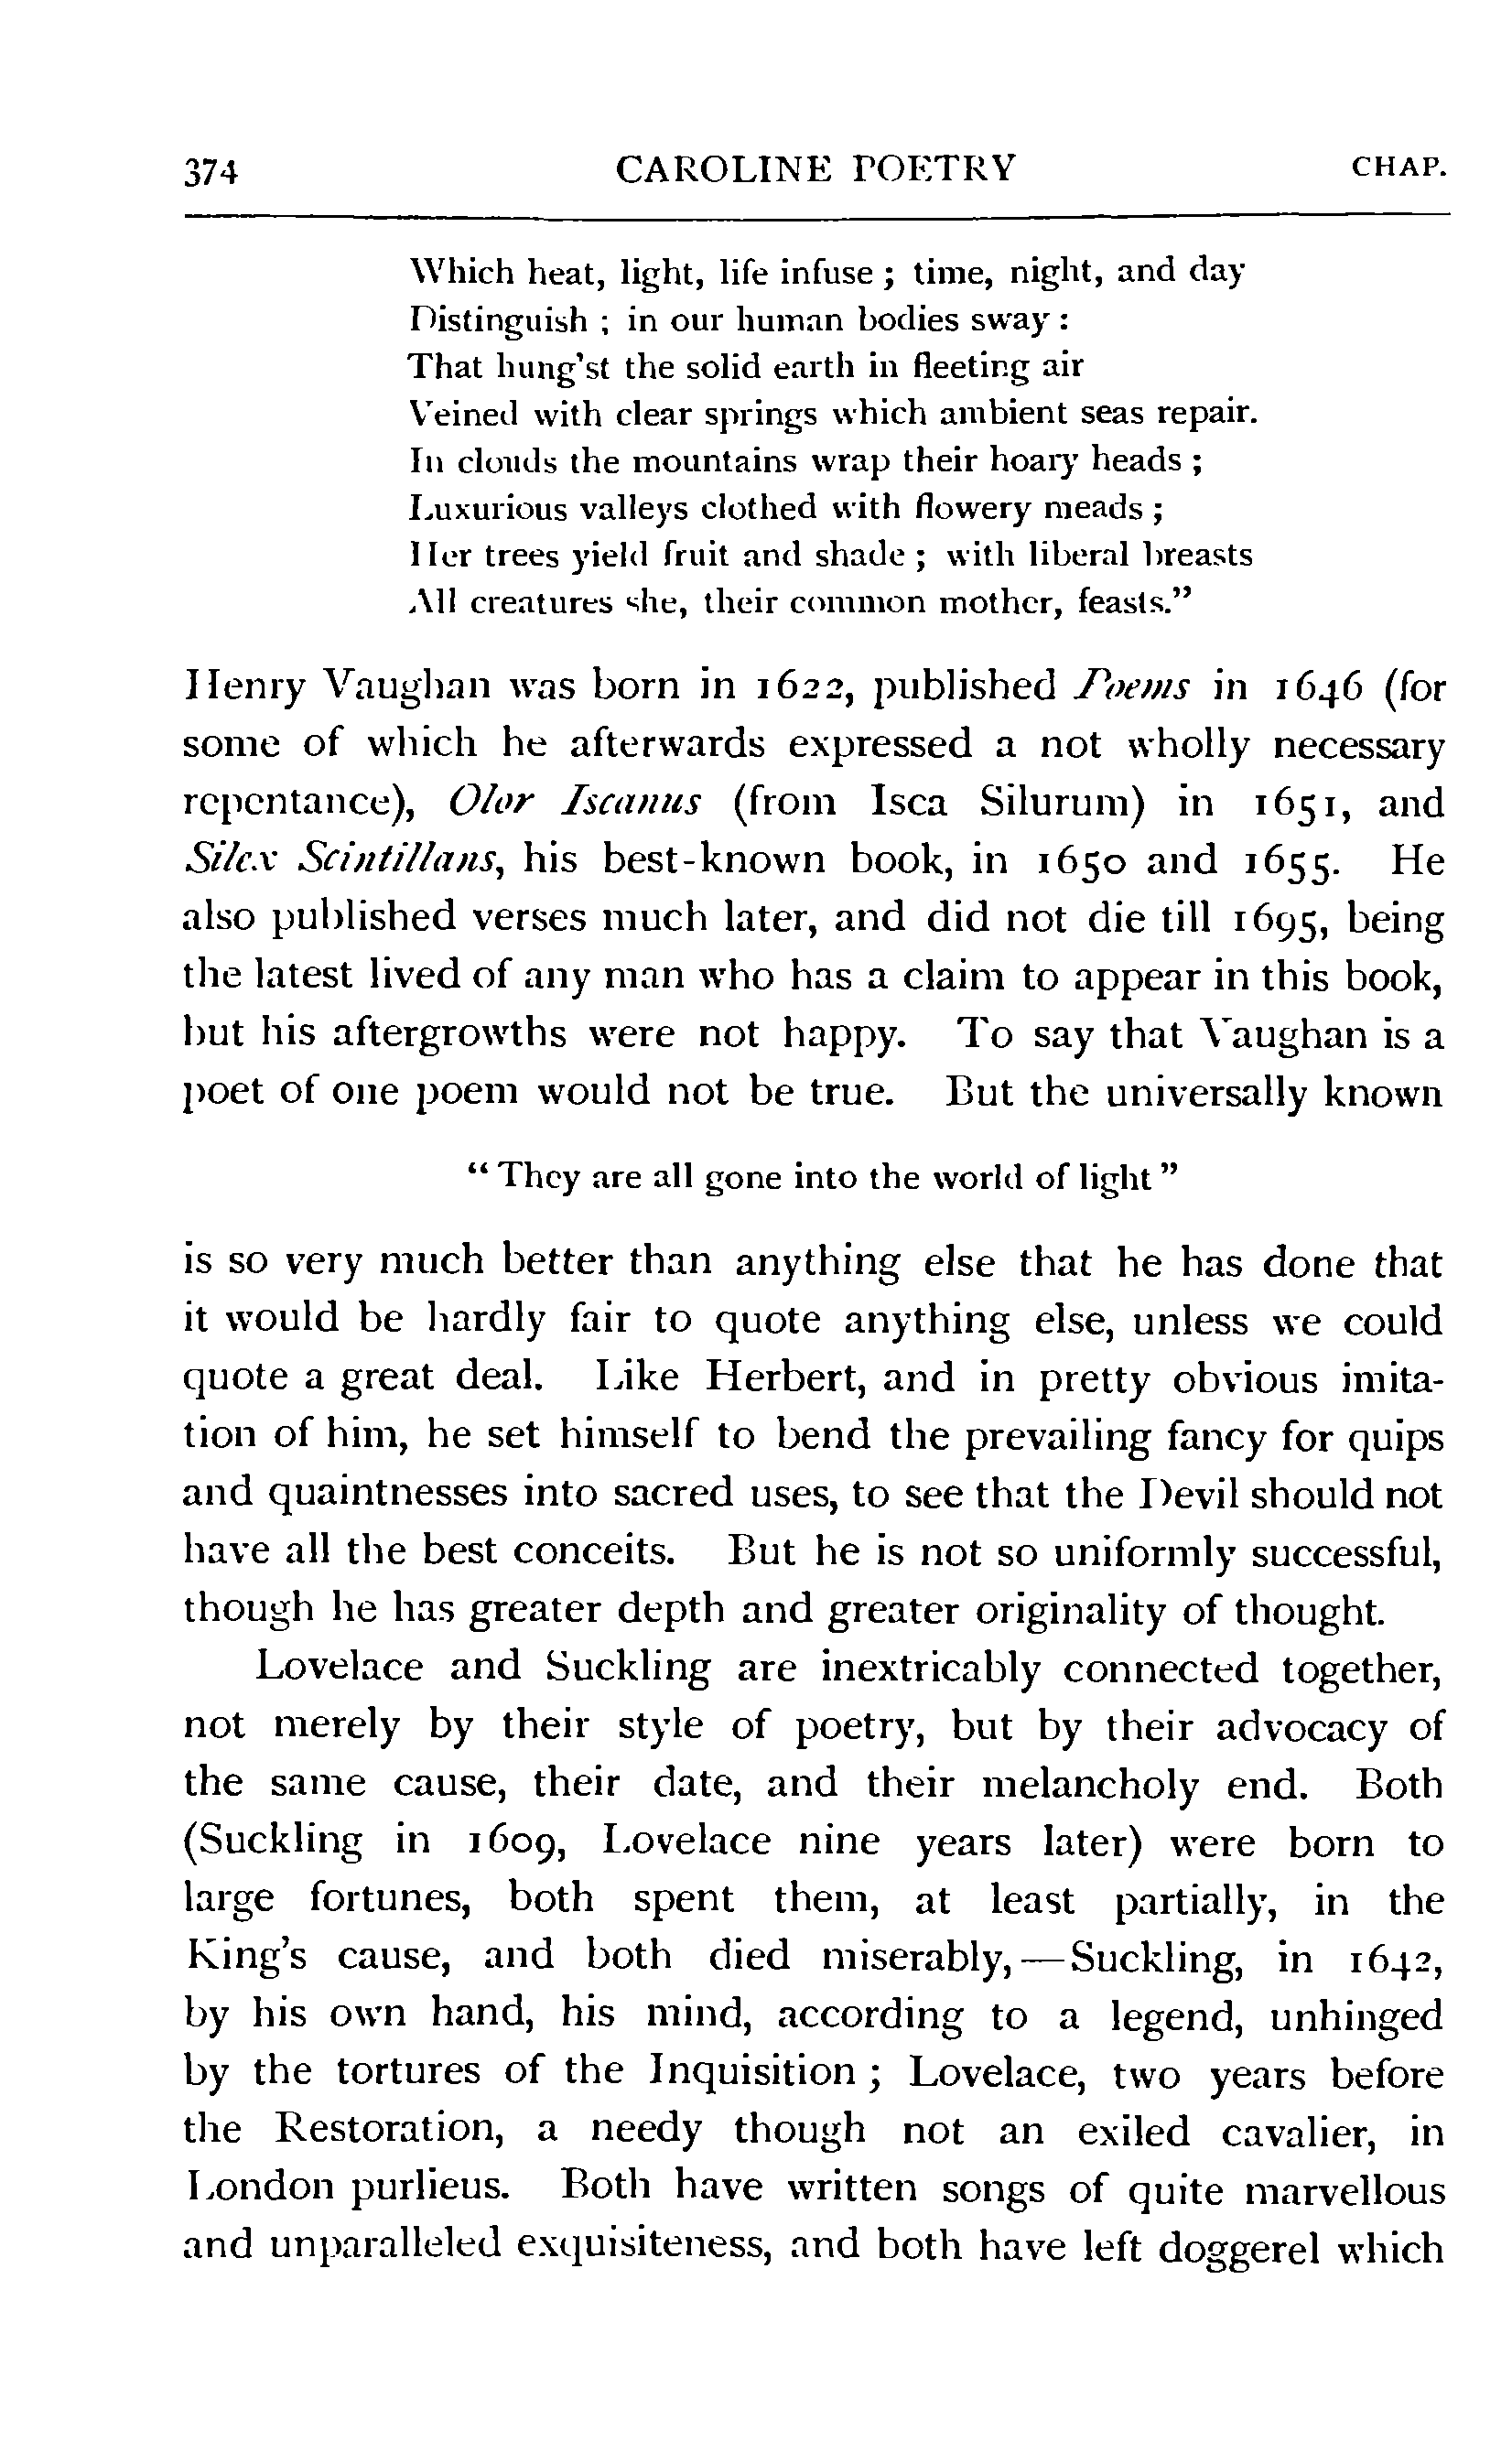 374 CAROLINE POETRY CHAP.
Which heat, light, life infuse ; time, night, and day
Distinguish ; in our human bodies sway :
That hung'st the solid earth in fleeting air
Veined with clear springs which ambient seas repair.
In clouds the mountains wrap their hoary heads ;
Luxurious valleys clothed with flowery meads ;
Her trees yield fruit and shade ; with liberal breasts
All creatures she, their common mother, feasts.”
Henry Vaughan was born in 1622, published Poems in 1646 (for
some of which he afterwards expressed a not wholly necessary
repentance), Olor Iscanus (from Isca Silurum) in 1651, and
Silex Scintillans, his best-known book, in 1650 and 1655. He
also published verses much later, and did not die till 1695, being
the latest lived of any man who has a claim to appear in this book,
but his aftergrowths were not happy. To say that Vaughan is a
poet of one poem would not be true. But the universally known
“ They are all gone into the world of light ”
is so very much better than anything else that he has done that
it would be hardly fair to quote anything else, unless we could
quote a great deal. Like Herbert, and in pretty obvious imita-
tion of him, he set himself to bend the prevailing fancy for quips
and quaintnesses into sacred uses, to see that the Devil should not
have all the best conceits. But he is not so uniformly successful,
though he has greater depth and greater originality of thought.
Lovelace and Suckling are inextricably connected together,
not merely by their style of poetry, but by their advocacy of
the same cause, their date, and their melancholy end. Both
(Suckling in 1609, Lovelace nine years later) were born to
large fortunes, both spent them, at least partially, in the
King's cause, and both died miserably,—Suckling, in 1642,
by his own hand, his mind, according to a legend, unhinged
by the tortures of the Inquisition ; Lovelace, two years before
the Restoration, a needy though not an exiled cavalier, in
London purlieus. Both have written songs of quite marvellous
and unparalleled exquisiteness, and both have left doggerel which